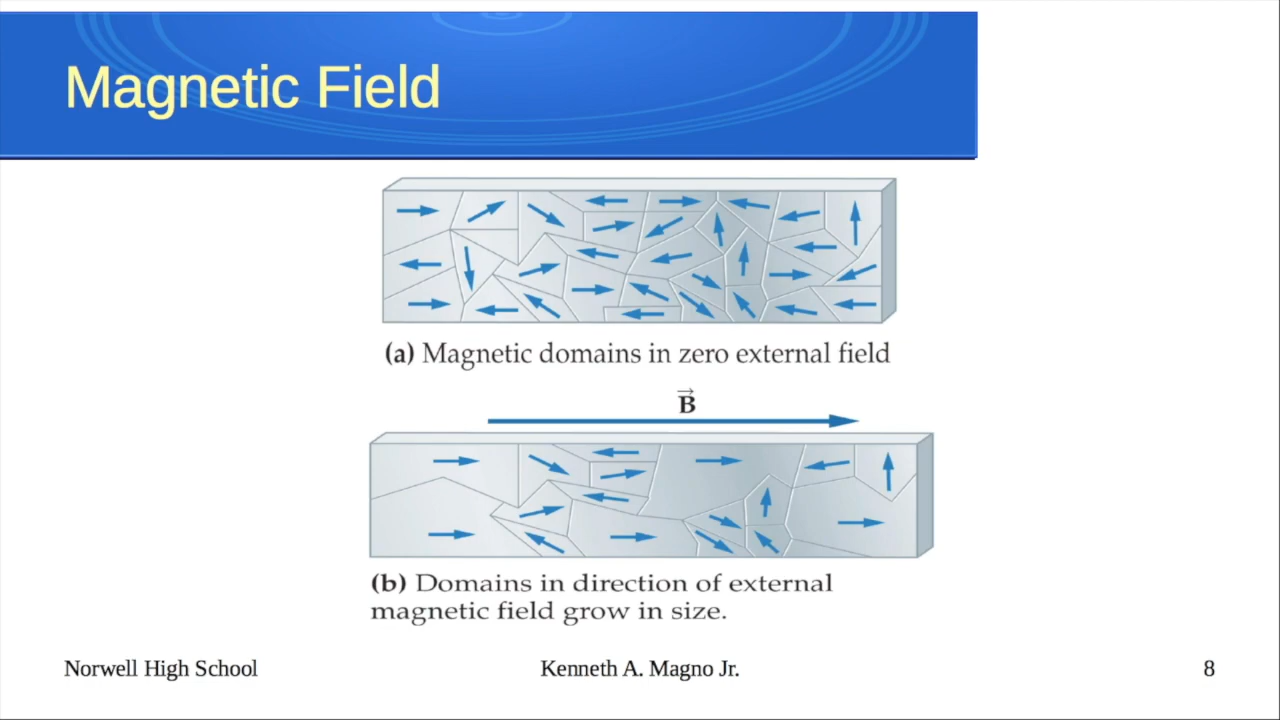 Magnetic Field
(a) Magnetic domains in zero external field
B
(b) Domains in direction of external
magnetic field grow in size.
Norwell High School
Kenneth A. Magno Jr.
8